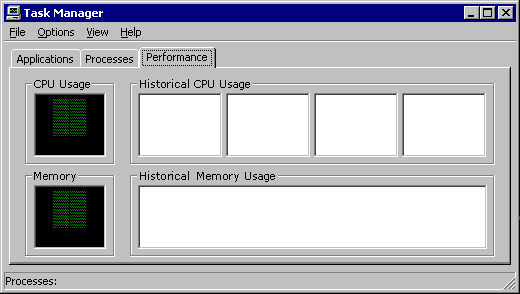 Task Manager
File Options View Help
Applications Processes Performance
CPU Usage Historical CPU Usage
Memory Historical Memory Usage
Processes: